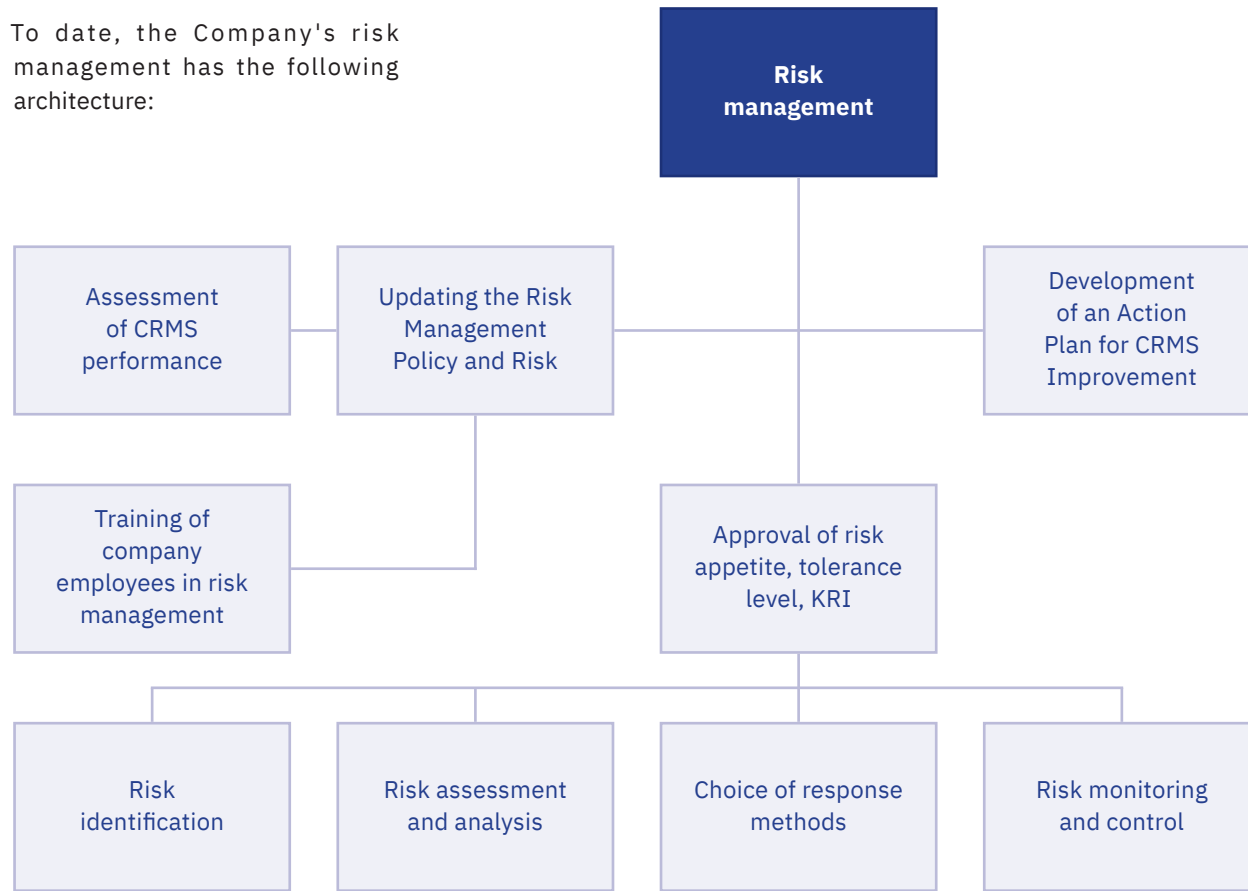 To date, the Company's risk
management has the following
architecture:
Risk
management
Assessment
of CRMS
performance
Updating the Risk
Management
Policy and Risk
Development
of an Action
Plan for CRMS
Improvement
Training of
company
employees in risk
management
Approval of risk
appetite, tolerance
level, KRI
Risk
identification
Risk assessment
and analysis
Choice of response
methods
Risk monitoring
and control